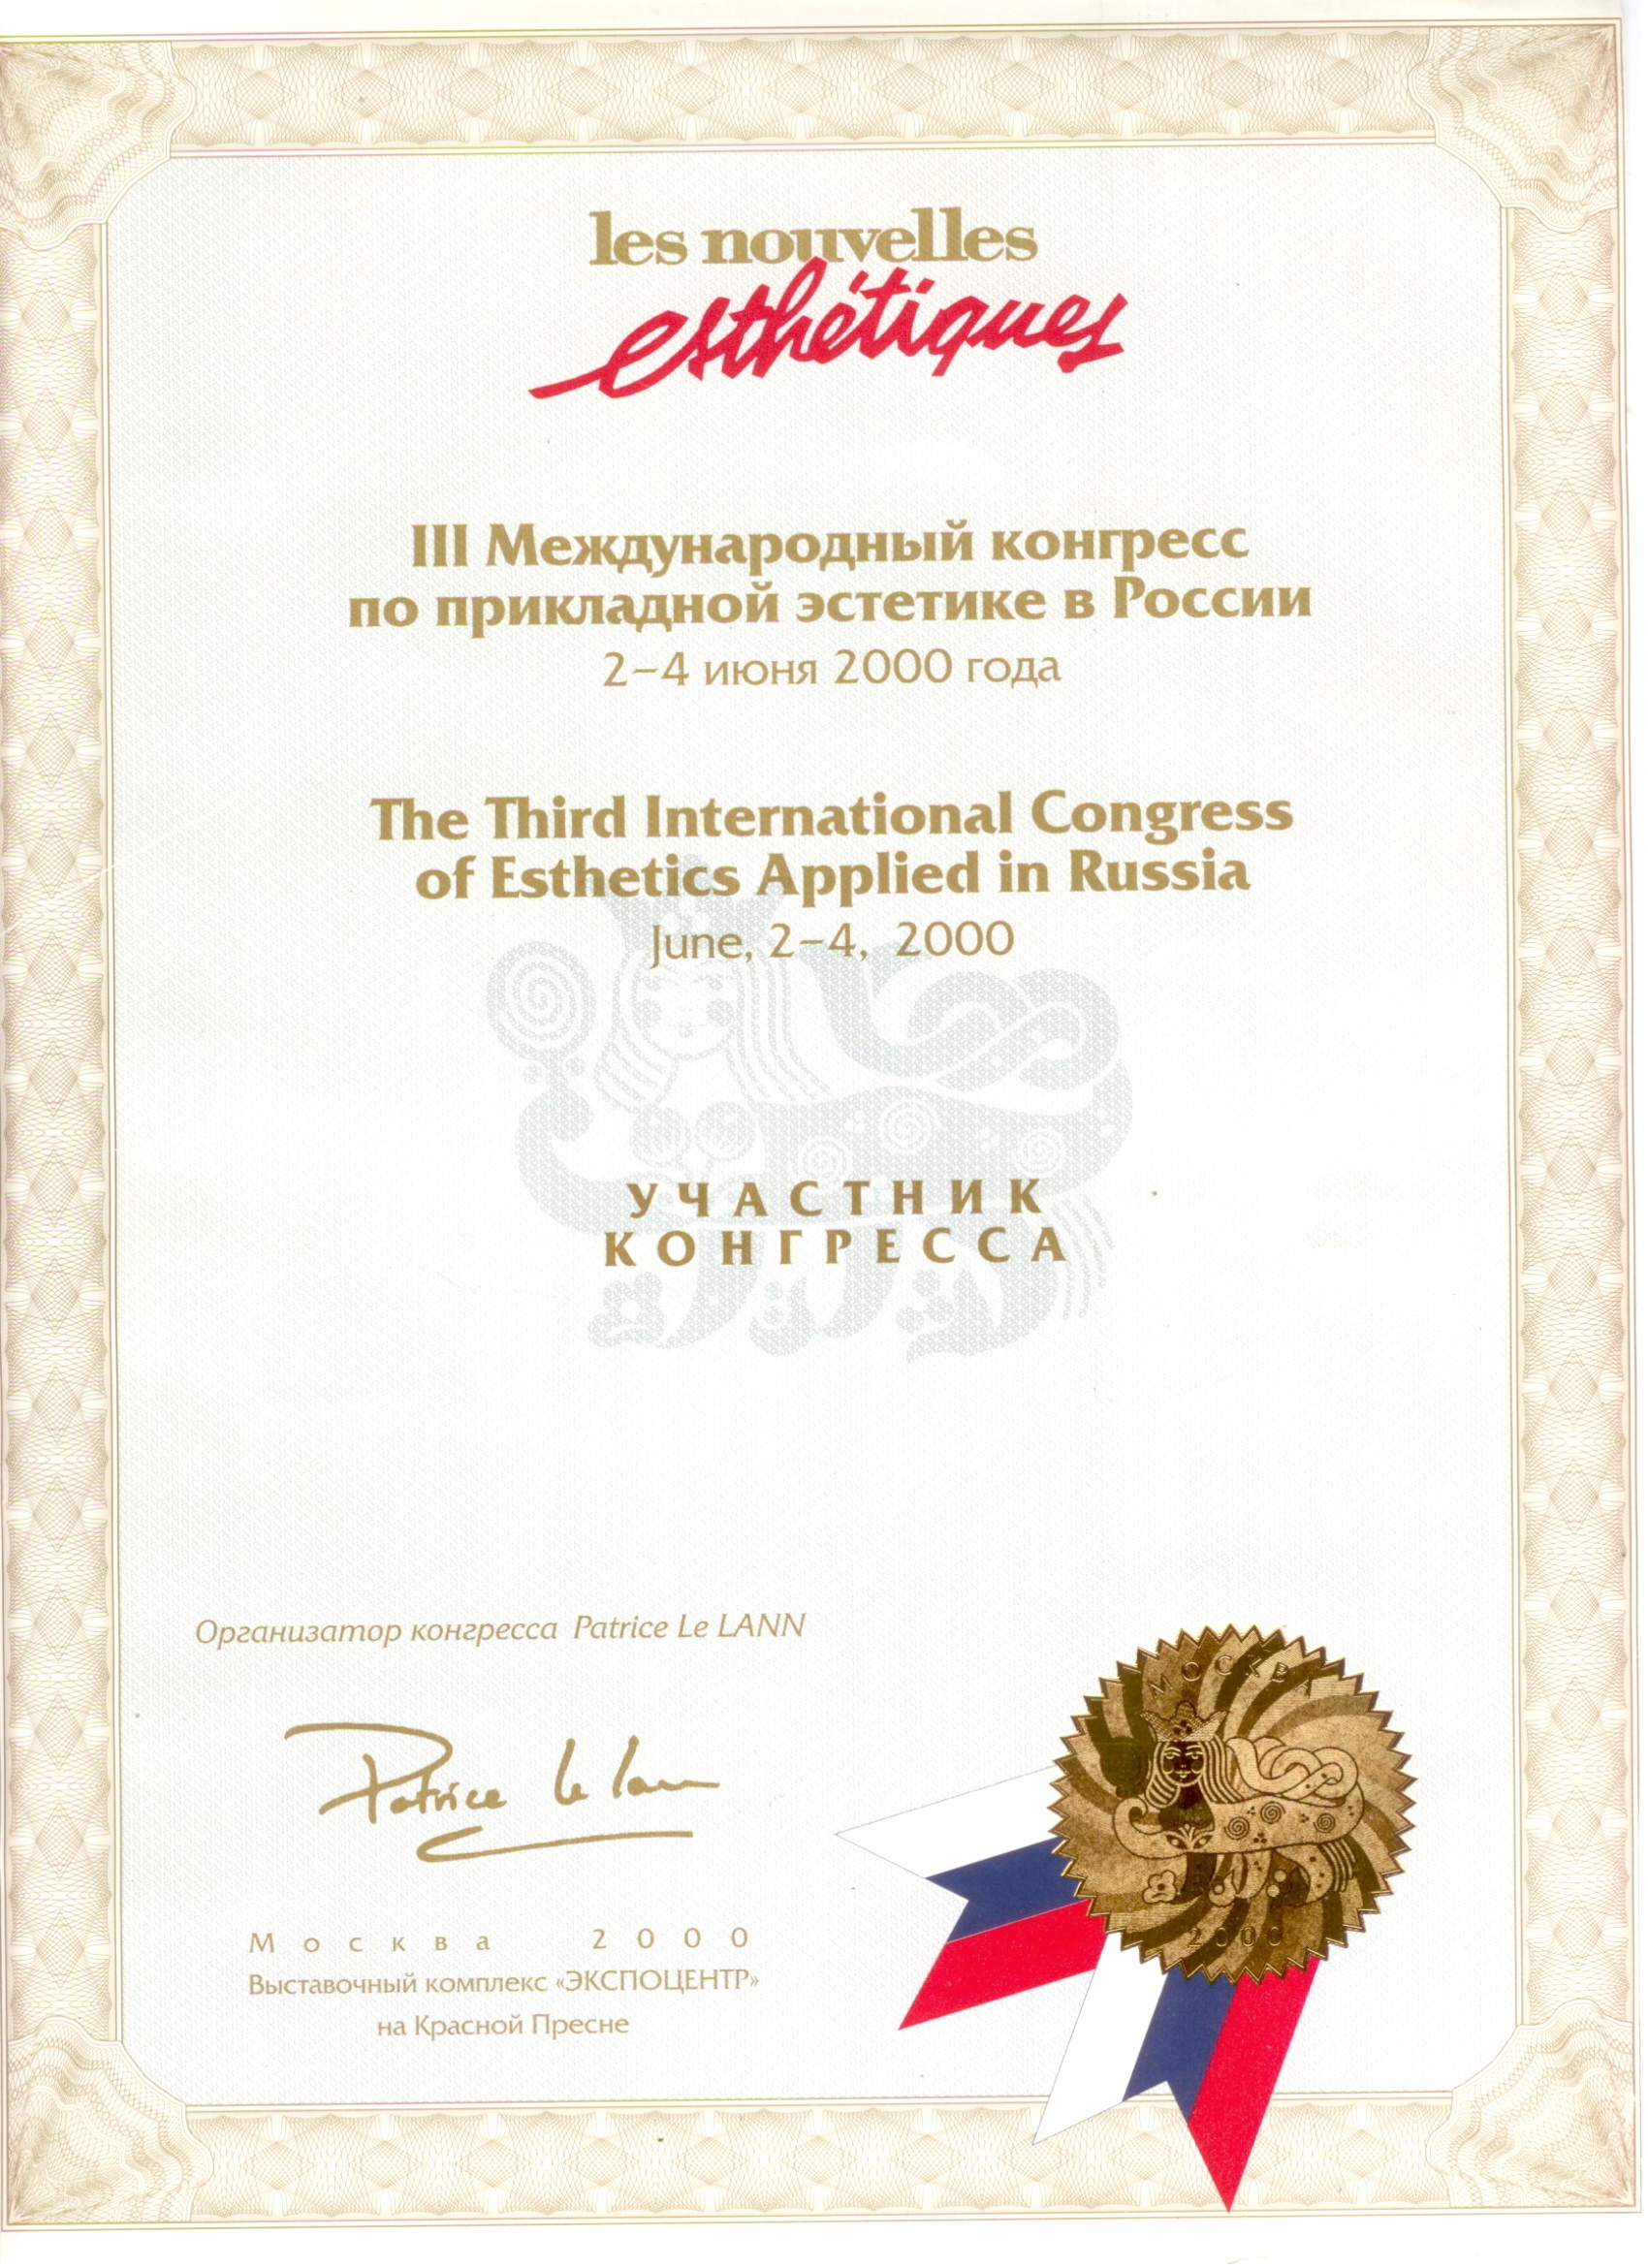 les nouvelles
esthétiques
III Международный конгресс
по прикладной эстетике в России
2–4 июня 2000 года
The Third International Congress
of Esthetics Applied in Russia
June, 2–4, 2000
УЧАСТНИК
КОНГРЕССА
Организатор конгресса Patrice Le LANN
Patrice Le Lann
МОСКВА
2000
Москва 2000
Выставочный комплекс «ЭКСПОЦЕНТР»
на Красной Пресне